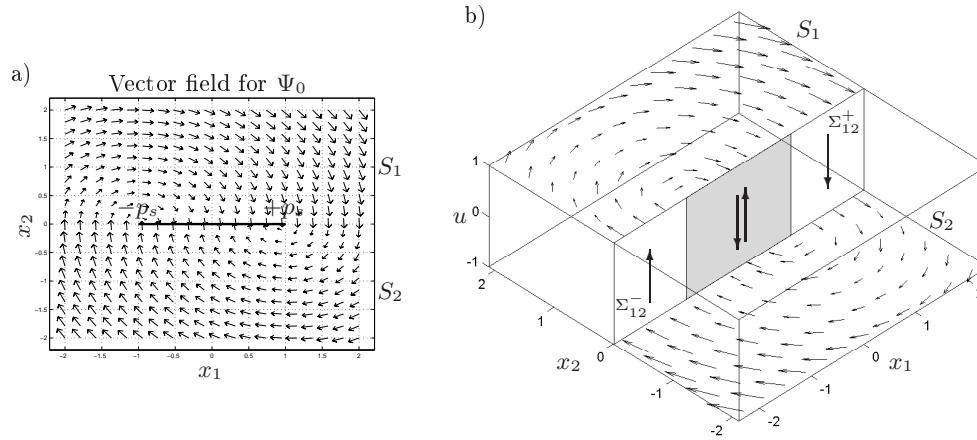 a)
Vector field for Ψ₀
2
1.5
1
0.5
0
−0.5
−1
−1.5
−2
x₂
−pₛ
+pₛ
S₁
S₂
−2 −1.5 −1 −0.5 0 0.5 1 1.5 2
x₁
b)
S₁
Σ₁₂⁺
1
u 0
-1
S₂
Σ₁₂⁻
2
1
0
-1
-2
x₂
1
0
-1
-2
x₁